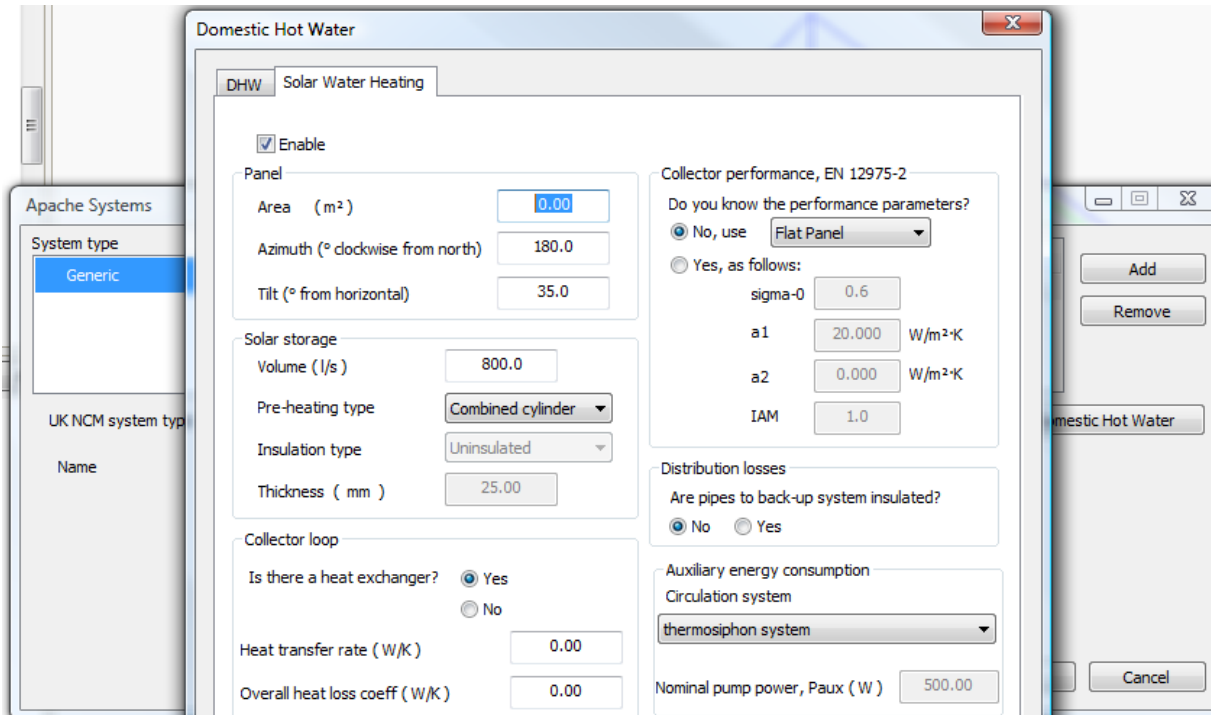 Domestic Hot Water
DHW
Solar Water Heating
Enable
Panel
Area (m²)
0.00
Azimuth (° clockwise from north)
180.0
Tilt (° from horizontal)
35.0
Solar storage
Volume (l/s)
800.0
Pre-heating type
Combined cylinder
Insulation type
Uninsulated
Thickness ( mm )
25.00
Collector loop
Is there a heat exchanger?
Yes
No
Heat transfer rate ( W/K )
0.00
Overall heat loss coeff ( W/K )
0.00
Collector performance, EN 12975-2
Do you know the performance parameters?
No, use
Flat Panel
Yes, as follows:
sigma-0
0.6
a1
20.000
W/m²·K
a2
0.000
W/m²·K
IAM
1.0
Distribution losses
Are pipes to back-up system insulated?
No
Yes
Auxiliary energy consumption
Circulation system
thermosiphon system
Nominal pump power, Paux ( W )
500.00
Apache Systems
System type
Generic
UK NCM system typ
Name
Add
Remove
mestic Hot Water
Cancel